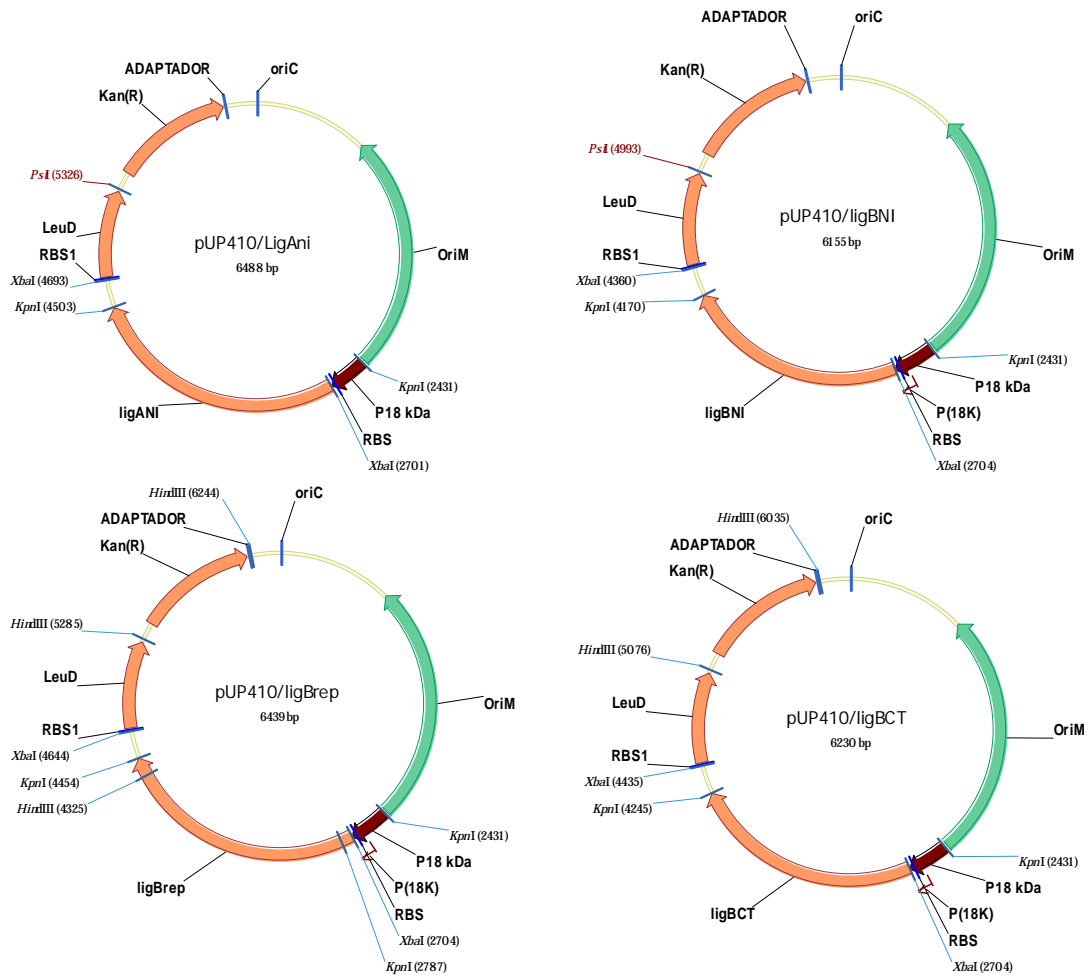 ADAPTADOR
oriC
Kan(R)
PstI (5326)
LeuD
pUP410/LigAni
6488 bp
RBS1
OriM
XbaI (4693)
KpnI (4503)
KpnI (2431)
P18 kDa
ligANI
RBS
XbaI (2701)
ADAPTADOR
oriC
Kan(R)
PstI (4993)
LeuD
pUP410/ligBNI
6155 bp
RBS1
OriM
XbaI (4360)
KpnI (4170)
KpnI (2431)
P18 kDa
ligBNI
P(18K)
RBS
XbaI (2704)
HindIII (6244)
oriC
ADAPTADOR
Kan(R)
HindIII (5285)
LeuD
pUP410/ligBrep
6439 bp
OriM
RBS1
XbaI (4644)
KpnI (4454)
HindIII (4325)
KpnI (2431)
P18 kDa
ligBrep
P(18K)
RBS
XbaI (2704)
KpnI (2787)
HindIII (6035)
oriC
ADAPTADOR
Kan(R)
HindIII (5076)
LeuD
pUP410/ligBCT
6230 bp
OriM
RBS1
XbaI (4435)
KpnI (4245)
KpnI (2431)
P18 kDa
ligBCT
P(18K)
RBS
XbaI (2704)